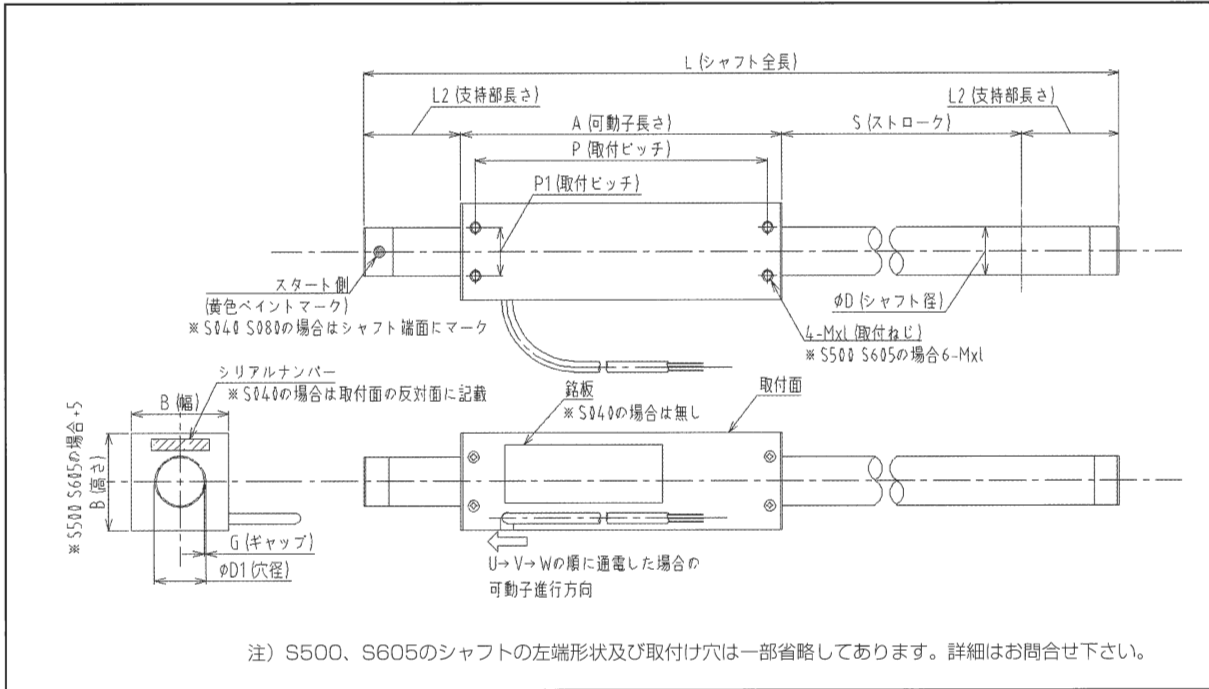 L (シャフト全長)
L2 (支持部長さ)
L2 (支持部長さ)
A (可動子長さ)
S (ストローク)
P (取付ピッチ)
P1 (取付ピッチ)
スタート側
(黄色ペイントマーク)
※ S040 S080の場合はシャフト端面にマーク
φD (シャフト径)
4-Mxl (取付ねじ)
※ S500 S605の場合6-Mxl
シリアルナンバー
※ S040の場合は取付面の反対面に記載
B (幅)
銘板
※ S040の場合は無し
取付面
※ S500 S605の場合+5
B (高さ)
G (ギャップ)
φD1 (穴径)
U→V→Wの順に通電した場合の
可動子進行方向
注）S500、S605のシャフトの左端形状及び取付け穴は一部省略してあります。詳細はお問合せ下さい。